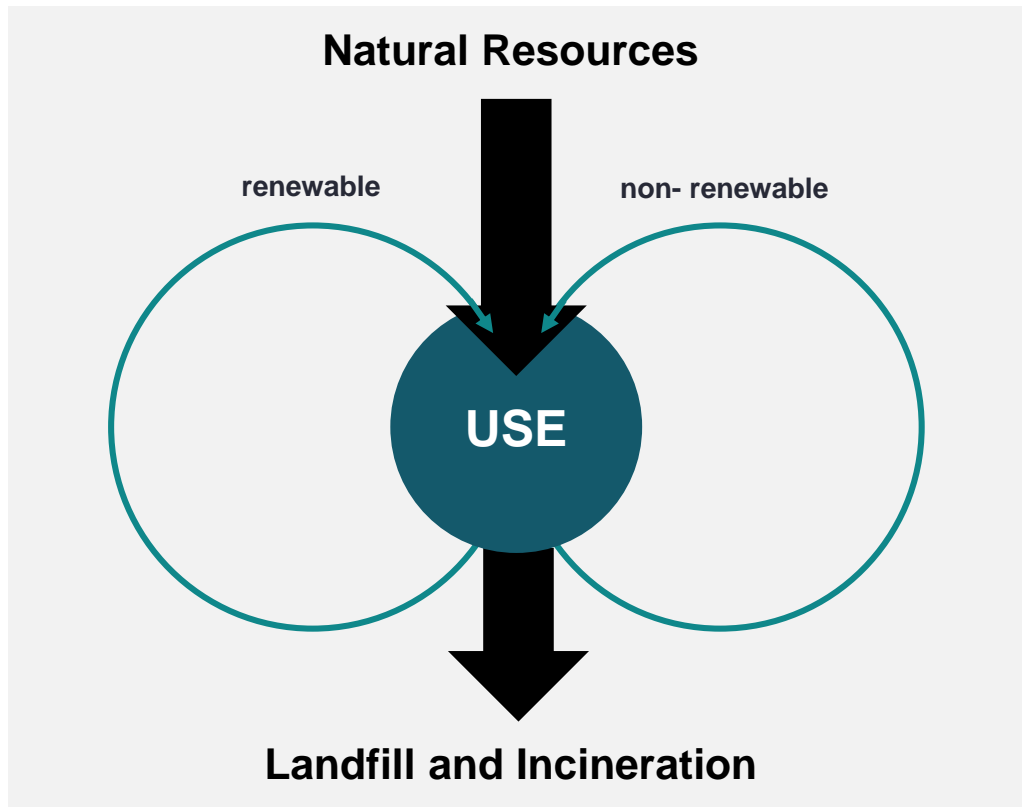 Natural Resources
renewable
non- renewable
USE
Landfill and Incineration